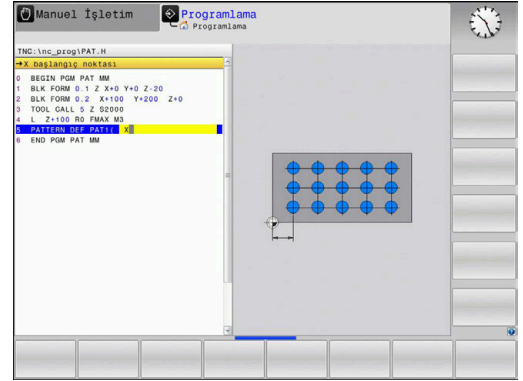 Manuel İşletim
Programlama
Programlama
TNC:\nc_prog\PAT.H
→X başlangıç noktası
0 BEGIN PGM PAT MM
1 BLK FORM 0.1 Z X+0 Y+0 Z-20
2 BLK FORM 0.2 X+100 Y+200 Z+0
3 TOOL CALL 5 Z S2000
4 L Z+100 R0 FMAX M3
5 PATTERN DEF PAT1( X
6 END PGM PAT MM